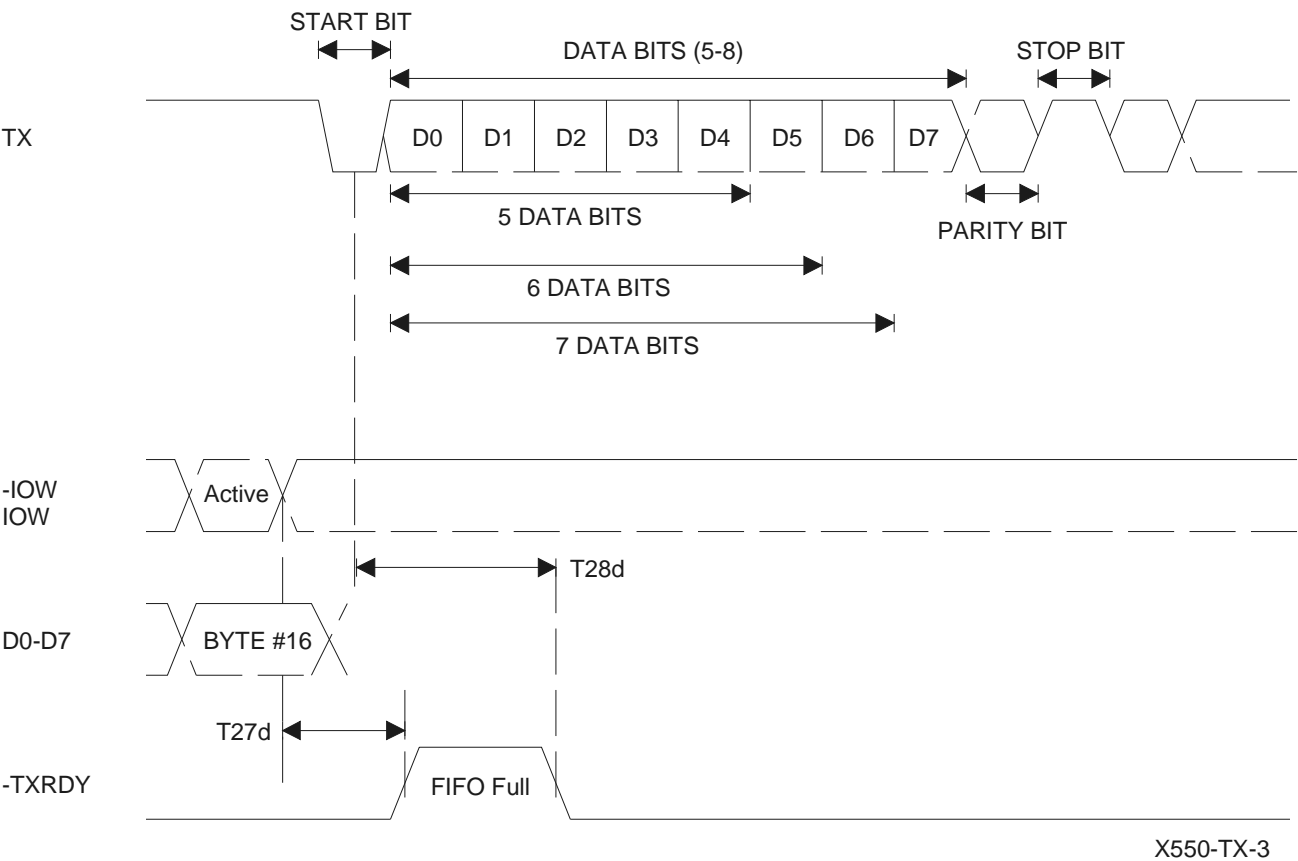 START BIT
DATA BITS (5-8)
STOP BIT
TX
D0 D1 D2 D3 D4 D5 D6 D7
5 DATA BITS
PARITY BIT
6 DATA BITS
7 DATA BITS
-IOW
IOW
Active
T28d
D0-D7
BYTE #16
T27d
-TXRDY
FIFO Full
X550-TX-3